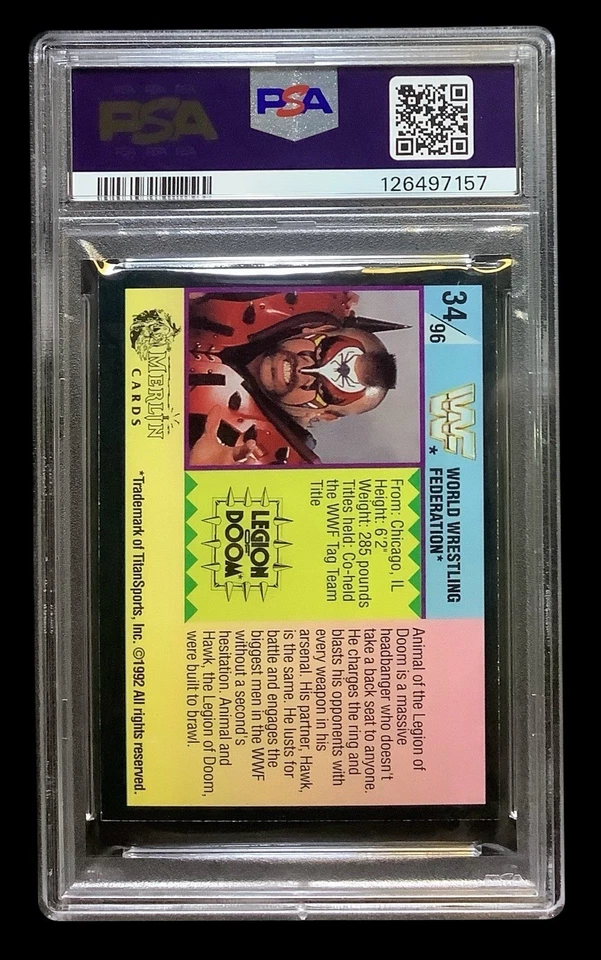 PSA
PSA
126497157
34/96
WF
WORLD WRESTLING
FEDERATION*
*
From: Chicago, IL
Height: 6'2"
Weight: 285 pounds
Titles held: Co-held
the WWF Tag Team
Title
LEGION
OF
DOOM
Animal of the Legion of
Doom is a massive
headbanger who doesn't
take a back seat to anyone.
He charges the ring and
blasts his opponents with
every weapon in his
arsenal. His partner, Hawk,
is the same. He lusts for
battle and engages the
biggest men in the WWF
without a second's
hesitation. Animal and
Hawk, the Legion of Doom,
were built to brawl.
MERLIN
CARDS
*Trademark of TitanSports, Inc. ©1992 All rights reserved.
PSA